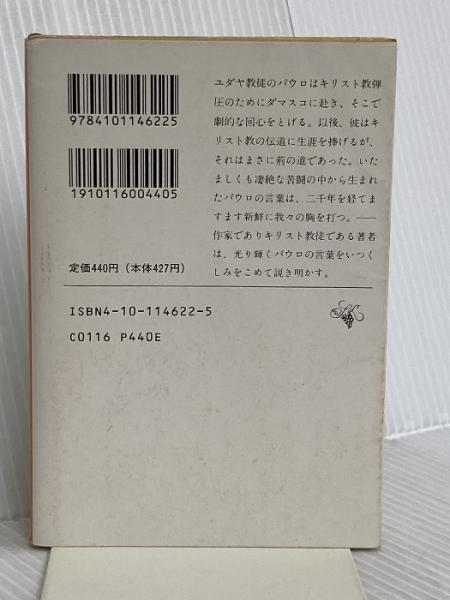 9784101146225
1910116004405
定価440円（本体427円）
ISBN4-10-114622-5
C0116 P440E
ユダヤ教徒のパウロはキリスト教弾
圧のためにダマスコに赴き、そこで
劇的な回心をとげる。以後、彼はキ
リスト教の伝道に生涯を捧げるが、
それはまさに荊の道であった。いた
ましくも凄絶な苦闘の中から生まれ
たパウロの言葉は、二千年を経てま
すます新鮮に我々の胸を打つ。――
作家でありキリスト教徒である著者
は、光り輝くパウロの言葉をいつく
しみをこめて説き明かす。